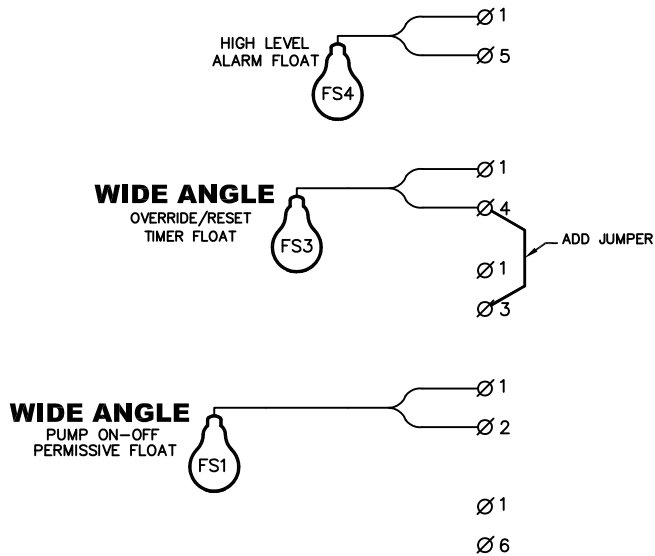 HIGH LEVEL
ALARM FLOAT
FS4
1
5
WIDE ANGLE
OVERRIDE/RESET
TIMER FLOAT
FS3
1
4
1
3
ADD JUMPER
WIDE ANGLE
PUMP ON-OFF
PERMISSIVE FLOAT
FS1
1
2
1
6